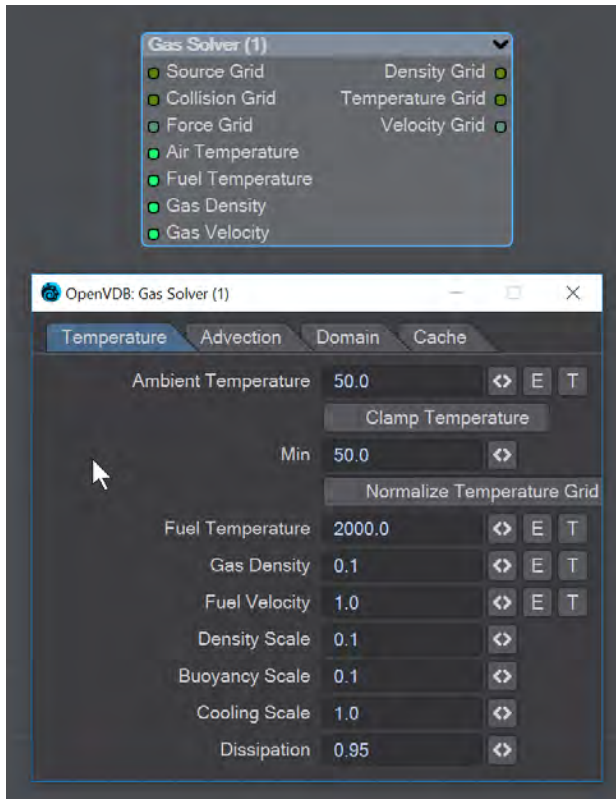 Gas Solver (1)
Source Grid Density Grid
Collision Grid Temperature Grid
Force Grid Velocity Grid
Air Temperature
Fuel Temperature
Gas Density
Gas Velocity
OpenVDB: Gas Solver (1)
Temperature Advection Domain Cache
Ambient Temperature 50.0 E T
Clamp Temperature
Min 50.0
Normalize Temperature Grid
Fuel Temperature 2000.0 E T
Gas Density 0.1 E T
Fuel Velocity 1.0 E T
Density Scale 0.1
Buoyancy Scale 0.1
Cooling Scale 1.0
Dissipation 0.95